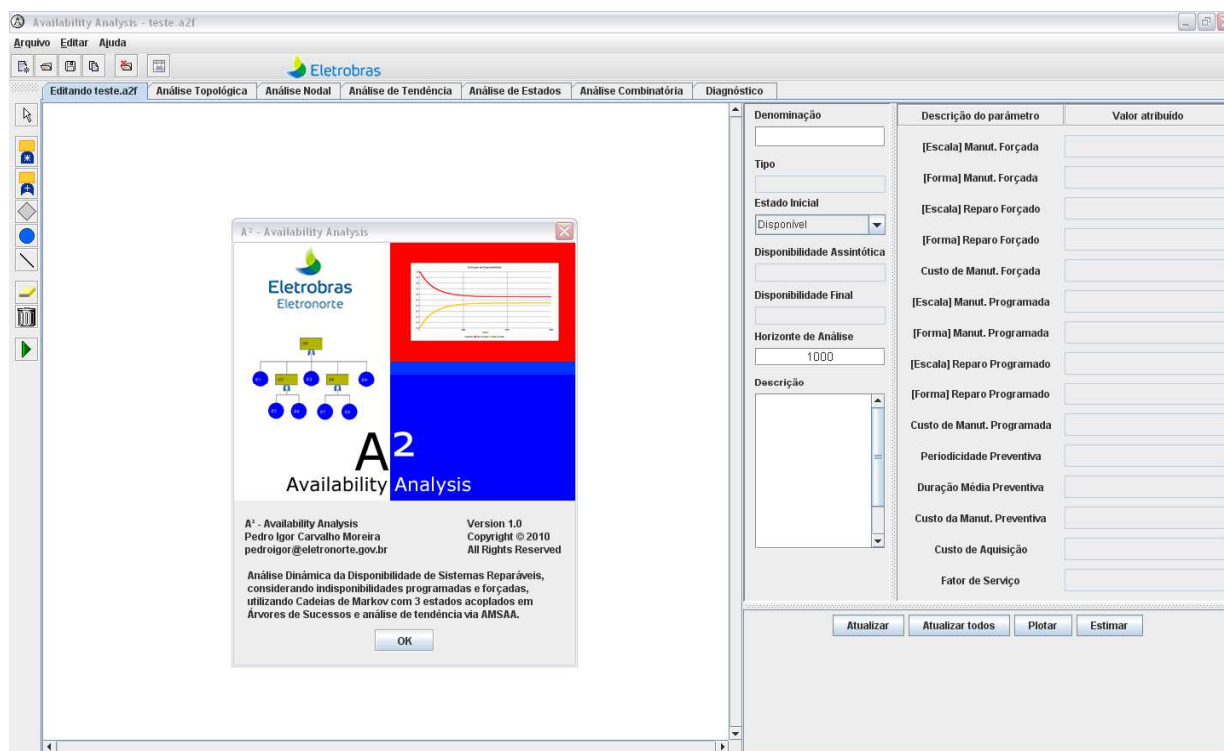 Availability Analysis - teste.a2f
Arquivo Editar Ajuda
Eletrobras
Editando teste.a2f Análise Topológica Análise Nodal Análise de Tendência Análise de Estados Análise Combinatória Diagnóstico
Denominação
Tipo
Estado Inicial
Disponível
Disponibilidade Assintótica
Disponibilidade Final
Horizonte de Análise
1000
Descrição
Descrição do parâmetro Valor atribuído
[Escala] Manut. Forçada
[Forma] Manut. Forçada
[Escala] Reparo Forçado
[Forma] Reparo Forçado
Custo de Manut. Forçada
[Escala] Manut. Programada
[Forma] Manut. Programada
[Escala] Reparo Programado
[Forma] Reparo Programado
Custo de Manut. Programada
Periodicidade Preventiva
Duração Média Preventiva
Custo da Manut. Preventiva
Custo de Aquisição
Fator de Serviço
Atualizar Atualizar todos Plotar Estimar
A² - Availability Analysis
Eletrobras
Eletronorte
A²
Availability Analysis
A² - Availability Analysis Version 1.0
Pedro Igor Carvalho Moreira Copyright © 2010
pedroigor@eletronorte.gov.br All Rights Reserved
Análise Dinâmica da Disponibilidade de Sistemas Reparáveis,
considerando indisponibilidades programadas e forçadas,
utilizando Cadeias de Markov com 3 estados acoplados em
Árvores de Sucessos e análise de tendência via AMSAA.
OK